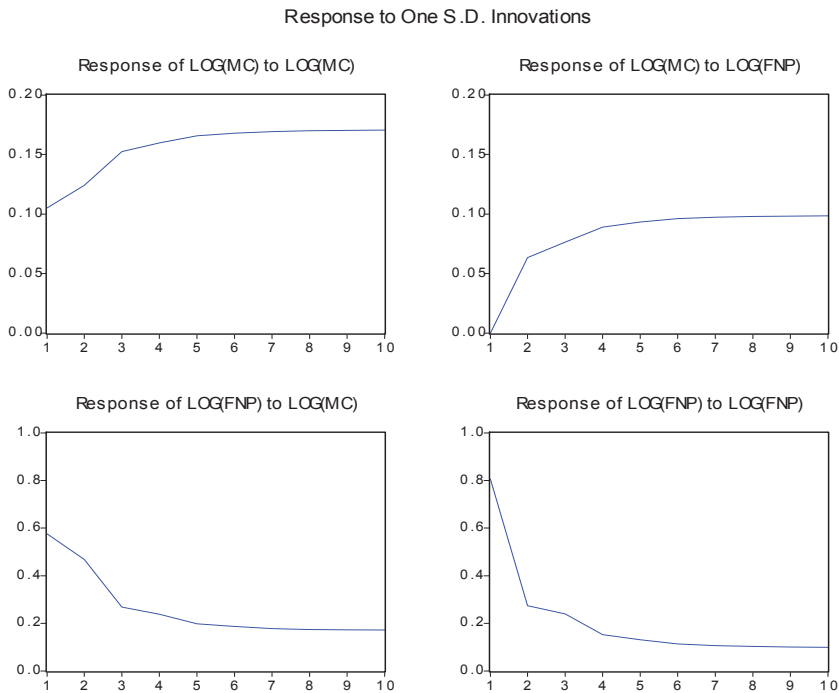 Response to One S.D. Innovations
Response of LOG(MC) to LOG(MC)
0.20
0.15
0.10
0.05
0.00
1 2 3 4 5 6 7 8 9 10
Response of LOG(MC) to LOG(FNP)
0.20
0.15
0.10
0.05
0.00
1 2 3 4 5 6 7 8 9 10
Response of LOG(FNP) to LOG(MC)
1.0
0.8
0.6
0.4
0.2
0.0
1 2 3 4 5 6 7 8 9 10
Response of LOG(FNP) to LOG(FNP)
1.0
0.8
0.6
0.4
0.2
0.0
1 2 3 4 5 6 7 8 9 10